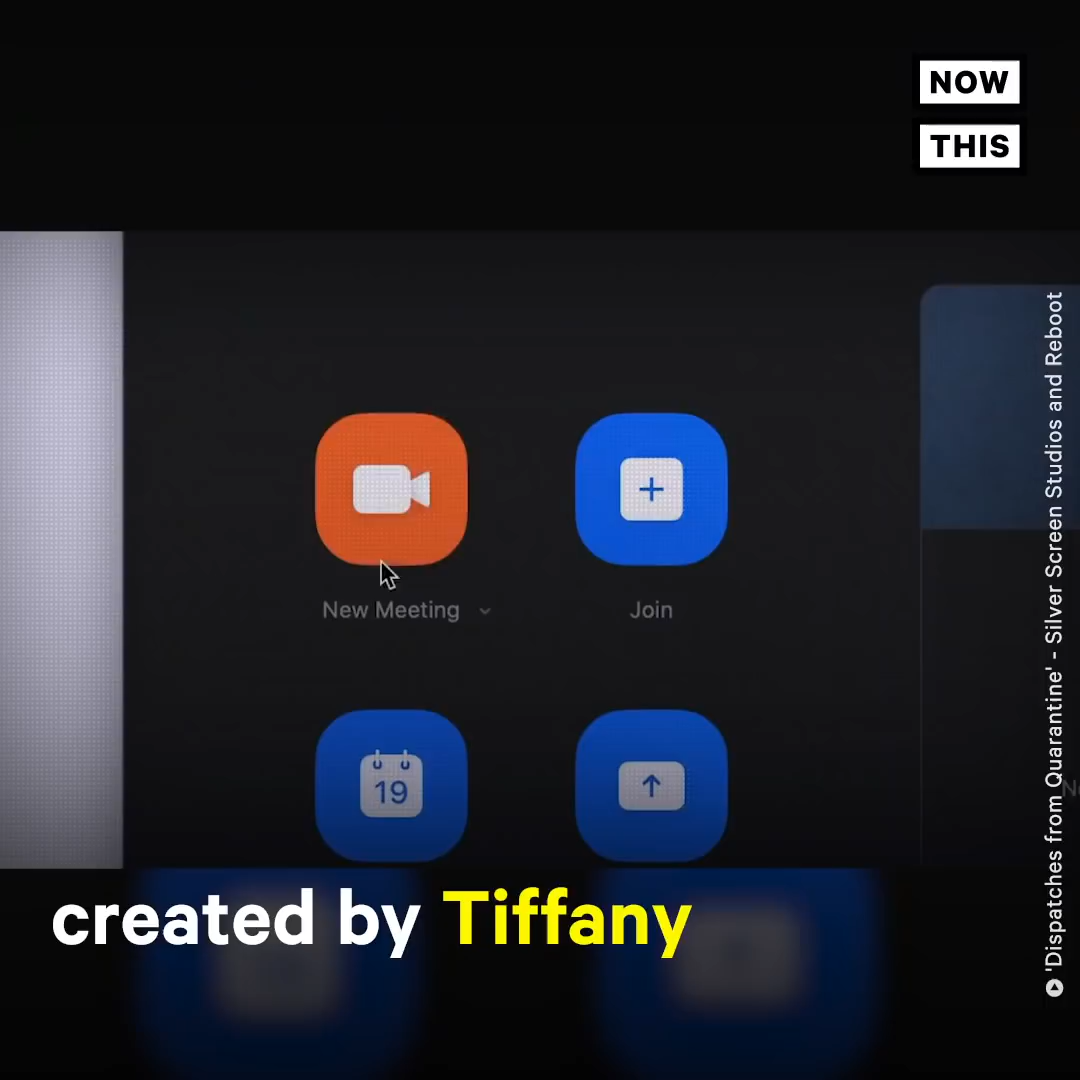 NOW
THIS
New Meeting
Join
19
created by Tiffany
'Dispatches from Quarantine' - Silver Screen Studios and Reboot